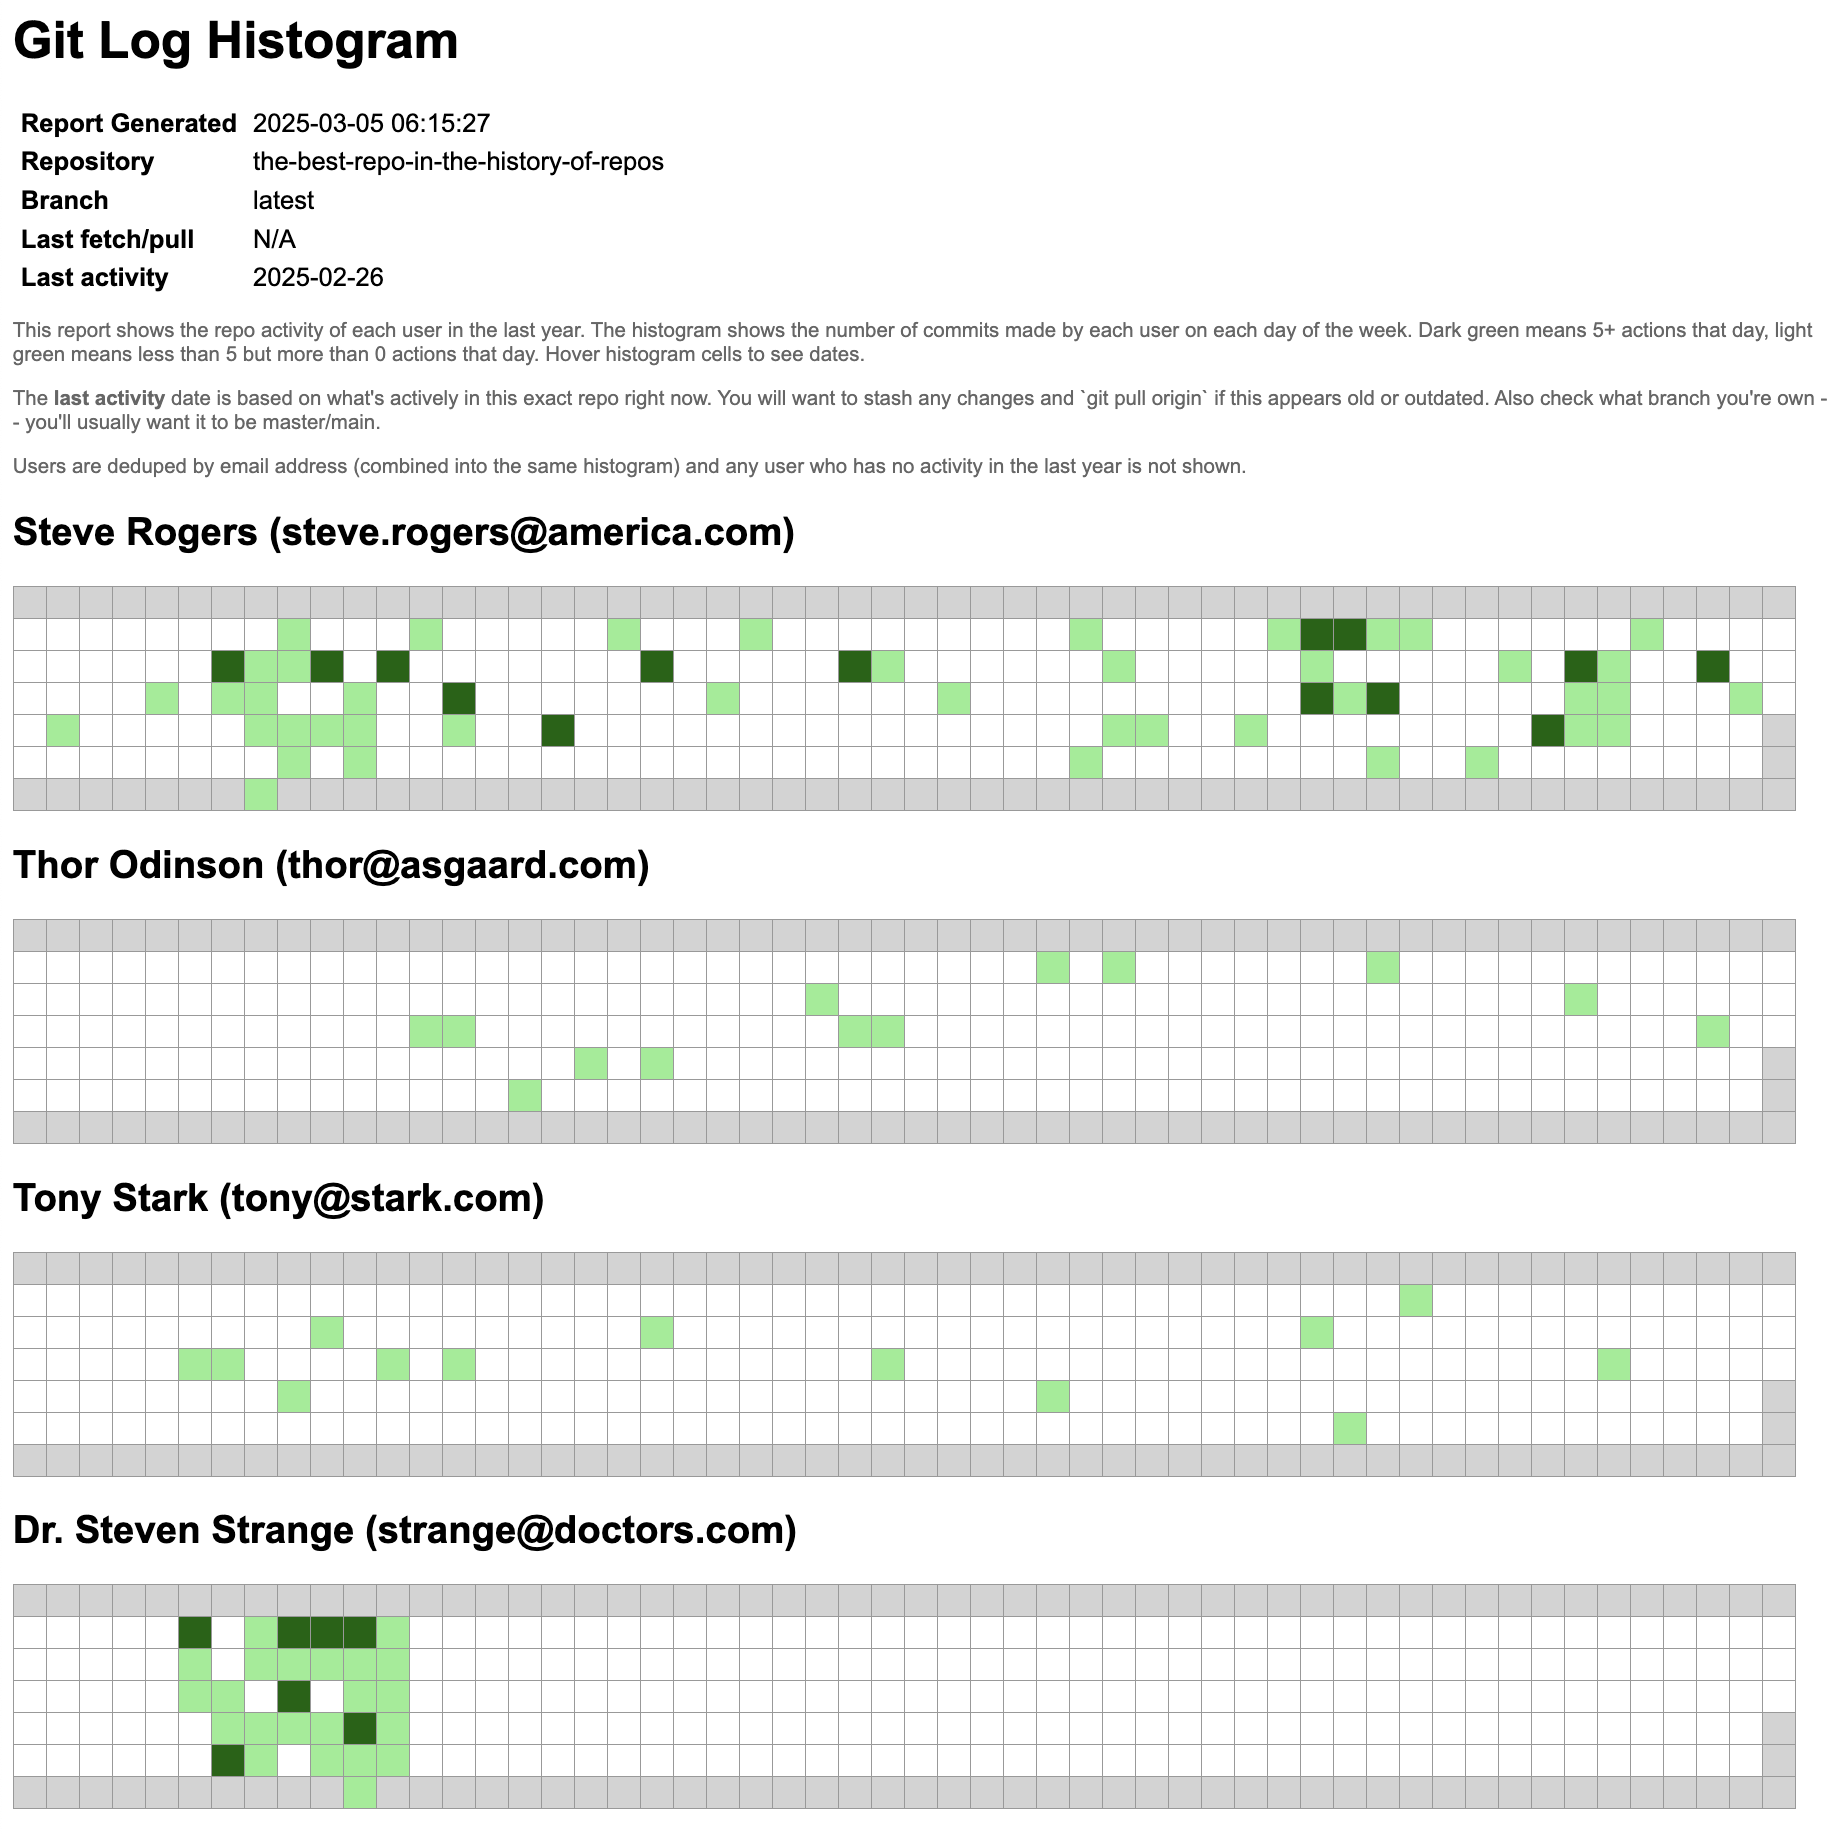 Git Log Histogram
Report Generated 2025-03-05 06:15:27
Repository the-best-repo-in-the-history-of-repos
Branch latest
Last fetch/pull N/A
Last activity 2025-02-26
This report shows the repo activity of each user in the last year. The histogram shows the number of commits made by each user on each day of the week. Dark green means 5+ actions that day, light
green means less than 5 but more than 0 actions that day. Hover histogram cells to see dates.
The last activity date is based on what's actively in this exact repo right now. You will want to stash any changes and `git pull origin` if this appears old or outdated. Also check what branch you're own -
- you'll usually want it to be master/main.
Users are deduped by email address (combined into the same histogram) and any user who has no activity in the last year is not shown.
Steve Rogers (steve.rogers@america.com)
Thor Odinson (thor@asgaard.com)
Tony Stark (tony@stark.com)
Dr. Steven Strange (strange@doctors.com)